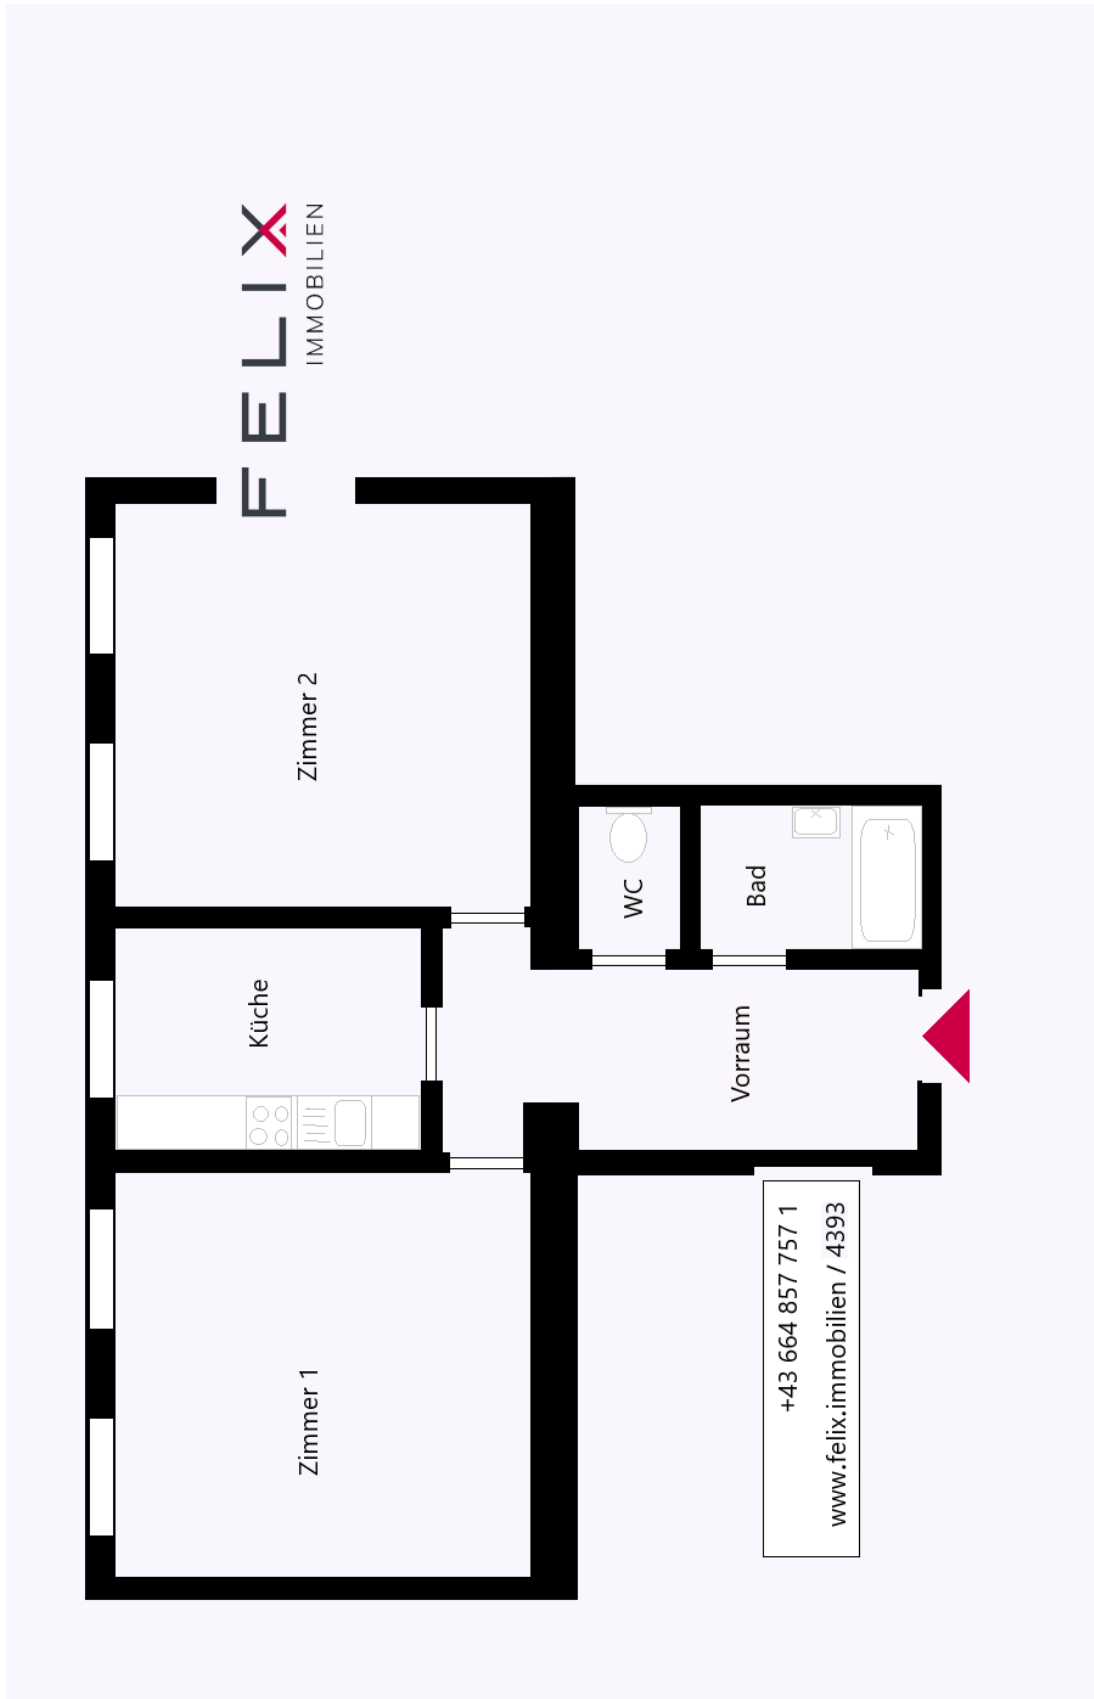 FELIX
IMMOBILIEN
Zimmer 1
Küche
Zimmer 2
WC
Vorraum
Bad
+43 664 857 757 1
www.felix.immobilien / 4393